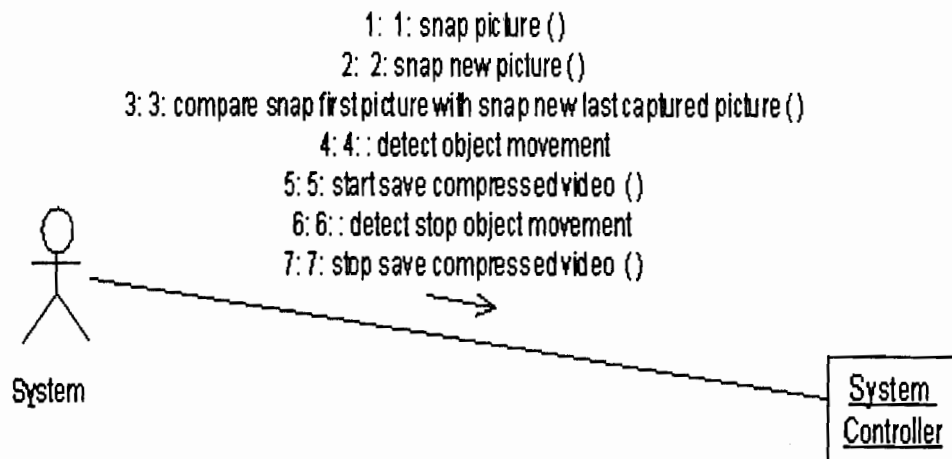 1: 1: snap picture ()
2: 2: snap new picture ()
3: 3: compare snap first picture with snap new last captured picture ()
4: 4: : detect object movement
5: 5: start save compressed video ()
6: 6: : detect stop object movement
7: 7: stop save compressed video ()
System
System
Controller